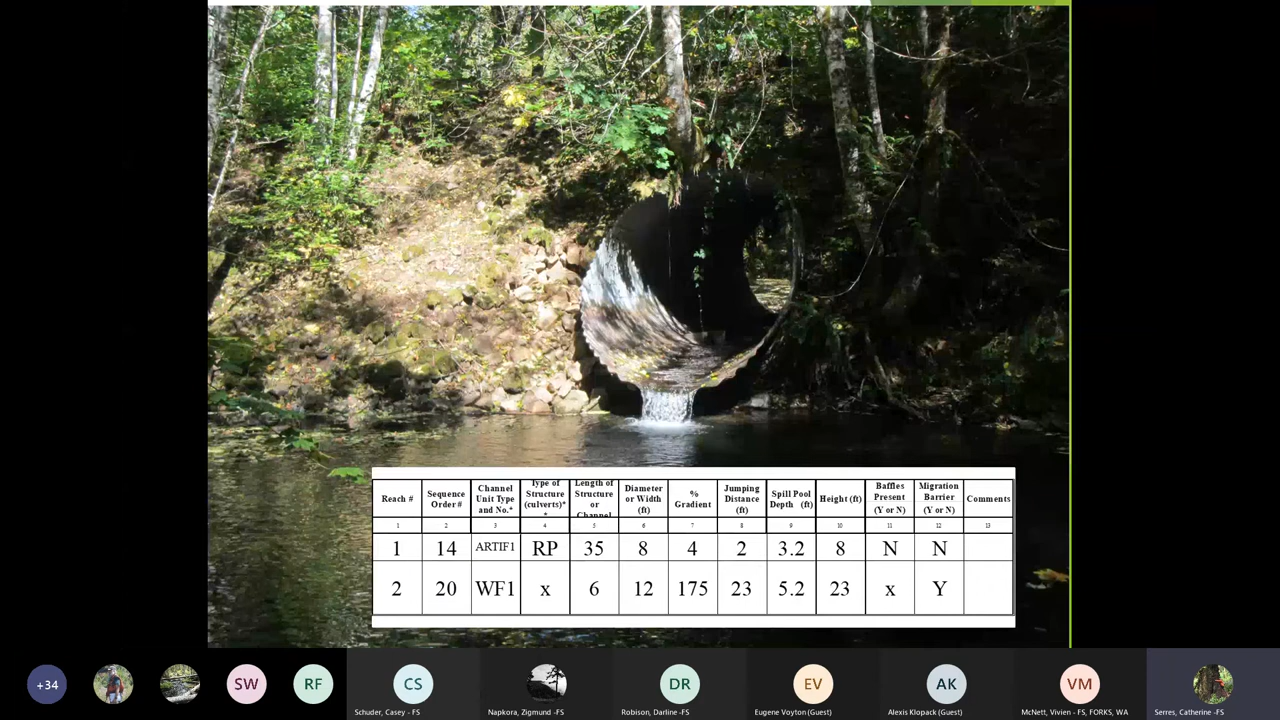 Reach #
Sequence
Order #
Channel
Unit Type
and No.*
Type of
Structure
(culverts)*
*
Length of
Structure
or
Channel
Diameter
or Width
(ft)
%
Gradient
Jumping
Distance
(ft)
Spill Pool
Depth (ft)
Height (ft)
Baffles
Present
(Y or N)
Migration
Barrier
(Y or N)
Comments
1 2 3 4 5 6 7 8 9 10 11 12 13
1 14 ARTIF1 RP 35 8 4 2 3.2 8 N N
2 20 WF1 x 6 12 175 23 5.2 23 x Y
+34
SW
RF
CS
DR
EV
AK
VM
Schuder, Casey - FS
Napkora, Zigmund -FS
Robison, Darline -FS
Eugene Voyton (Guest)
Alexis Klopack (Guest)
McNett, Vivien - FS, FORKS, WA
Serres, Catherine -FS